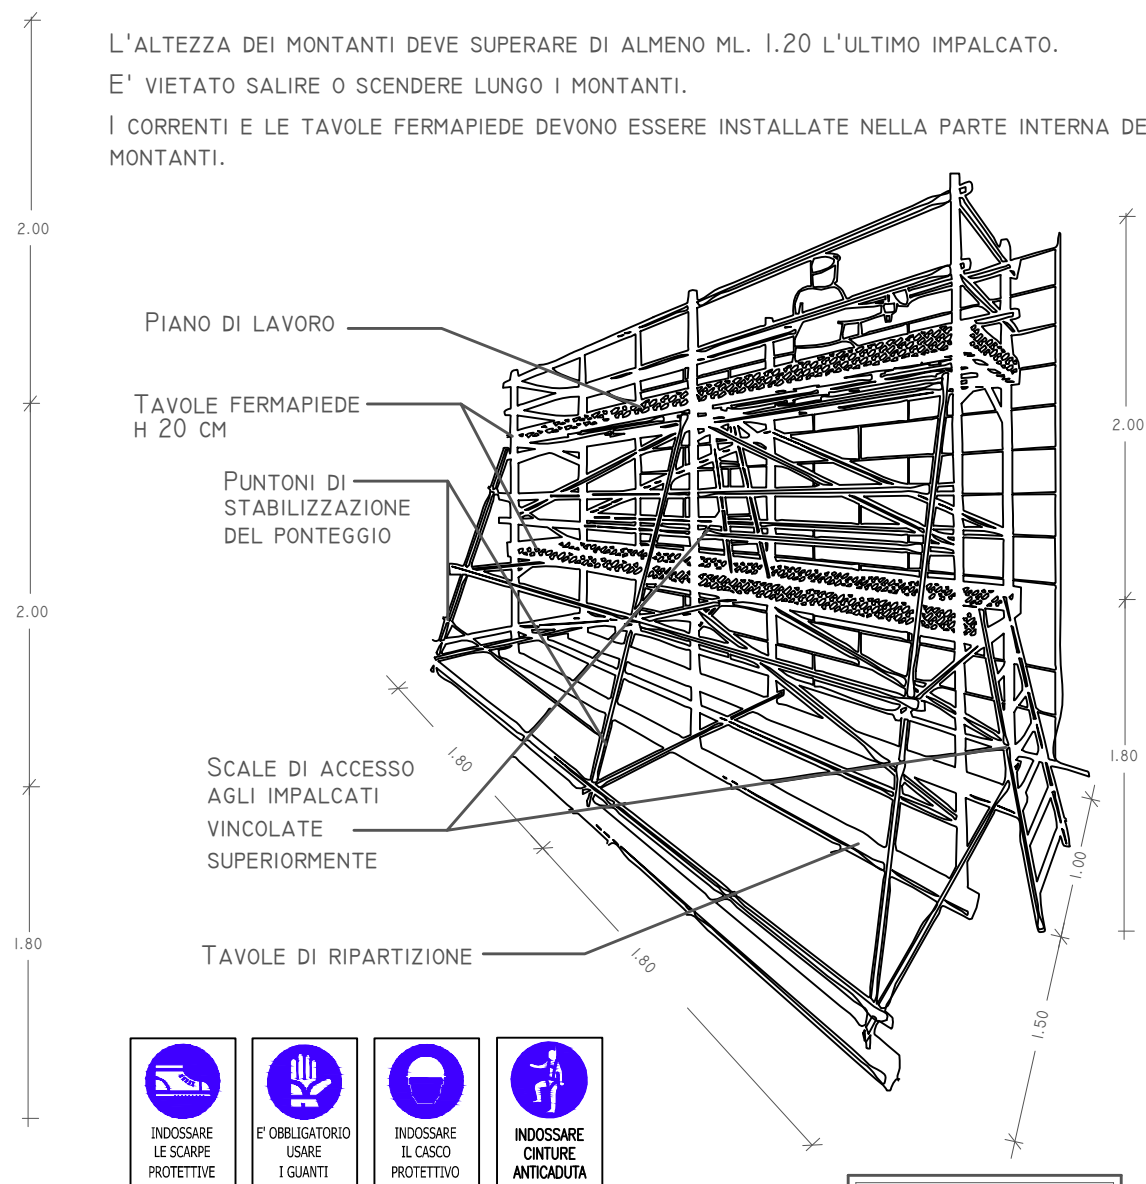 L'ALTEZZA DEI MONTANTI DEVE SUPERARE DI ALMENO ML. 1.20 L'ULTIMO IMPALCATO.
E' VIETATO SALIRE O SCENDERE LUNGO I MONTANTI.
I CORRENTI E LE TAVOLE FERMAPIEDE DEVONO ESSERE INSTALLATE NELLA PARTE INTERNA DE
MONTANTI.
2.00
PIANO DI LAVORO
TAVOLE FERMAPIEDE
H 20 CM
2.00
PUNTONI DI
STABILIZZAZIONE
DEL PONTEGGIO
2.00
1.80
1.80
SCALE DI ACCESSO
AGLI IMPALCATI
VINCOLATE
SUPERIORMENTE
1.00
TAVOLE DI RIPARTIZIONE
1.80
1.80
1.50
INDOSSARE
LE SCARPE
PROTETTIVE
E' OBBLIGATORIO
USARE
I GUANTI
INDOSSARE
IL CASCO
PROTETTIVO
INDOSSARE
CINTURE
ANTICADUTA